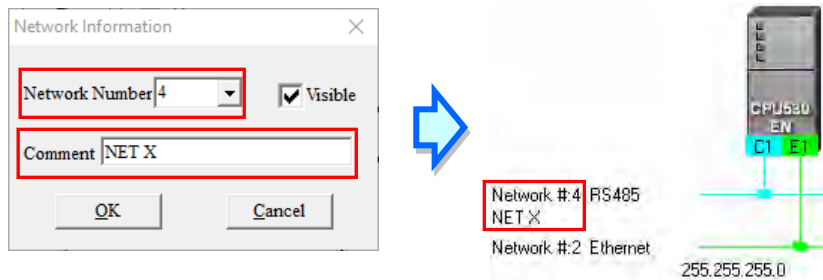 Network Information
Network Number 4
Visible
Comment NET X
OK
Cancel
CPU530
EN
C1 E1
Network #:4 RS485
NET X
Network #:2 Ethernet
255.255.255.0